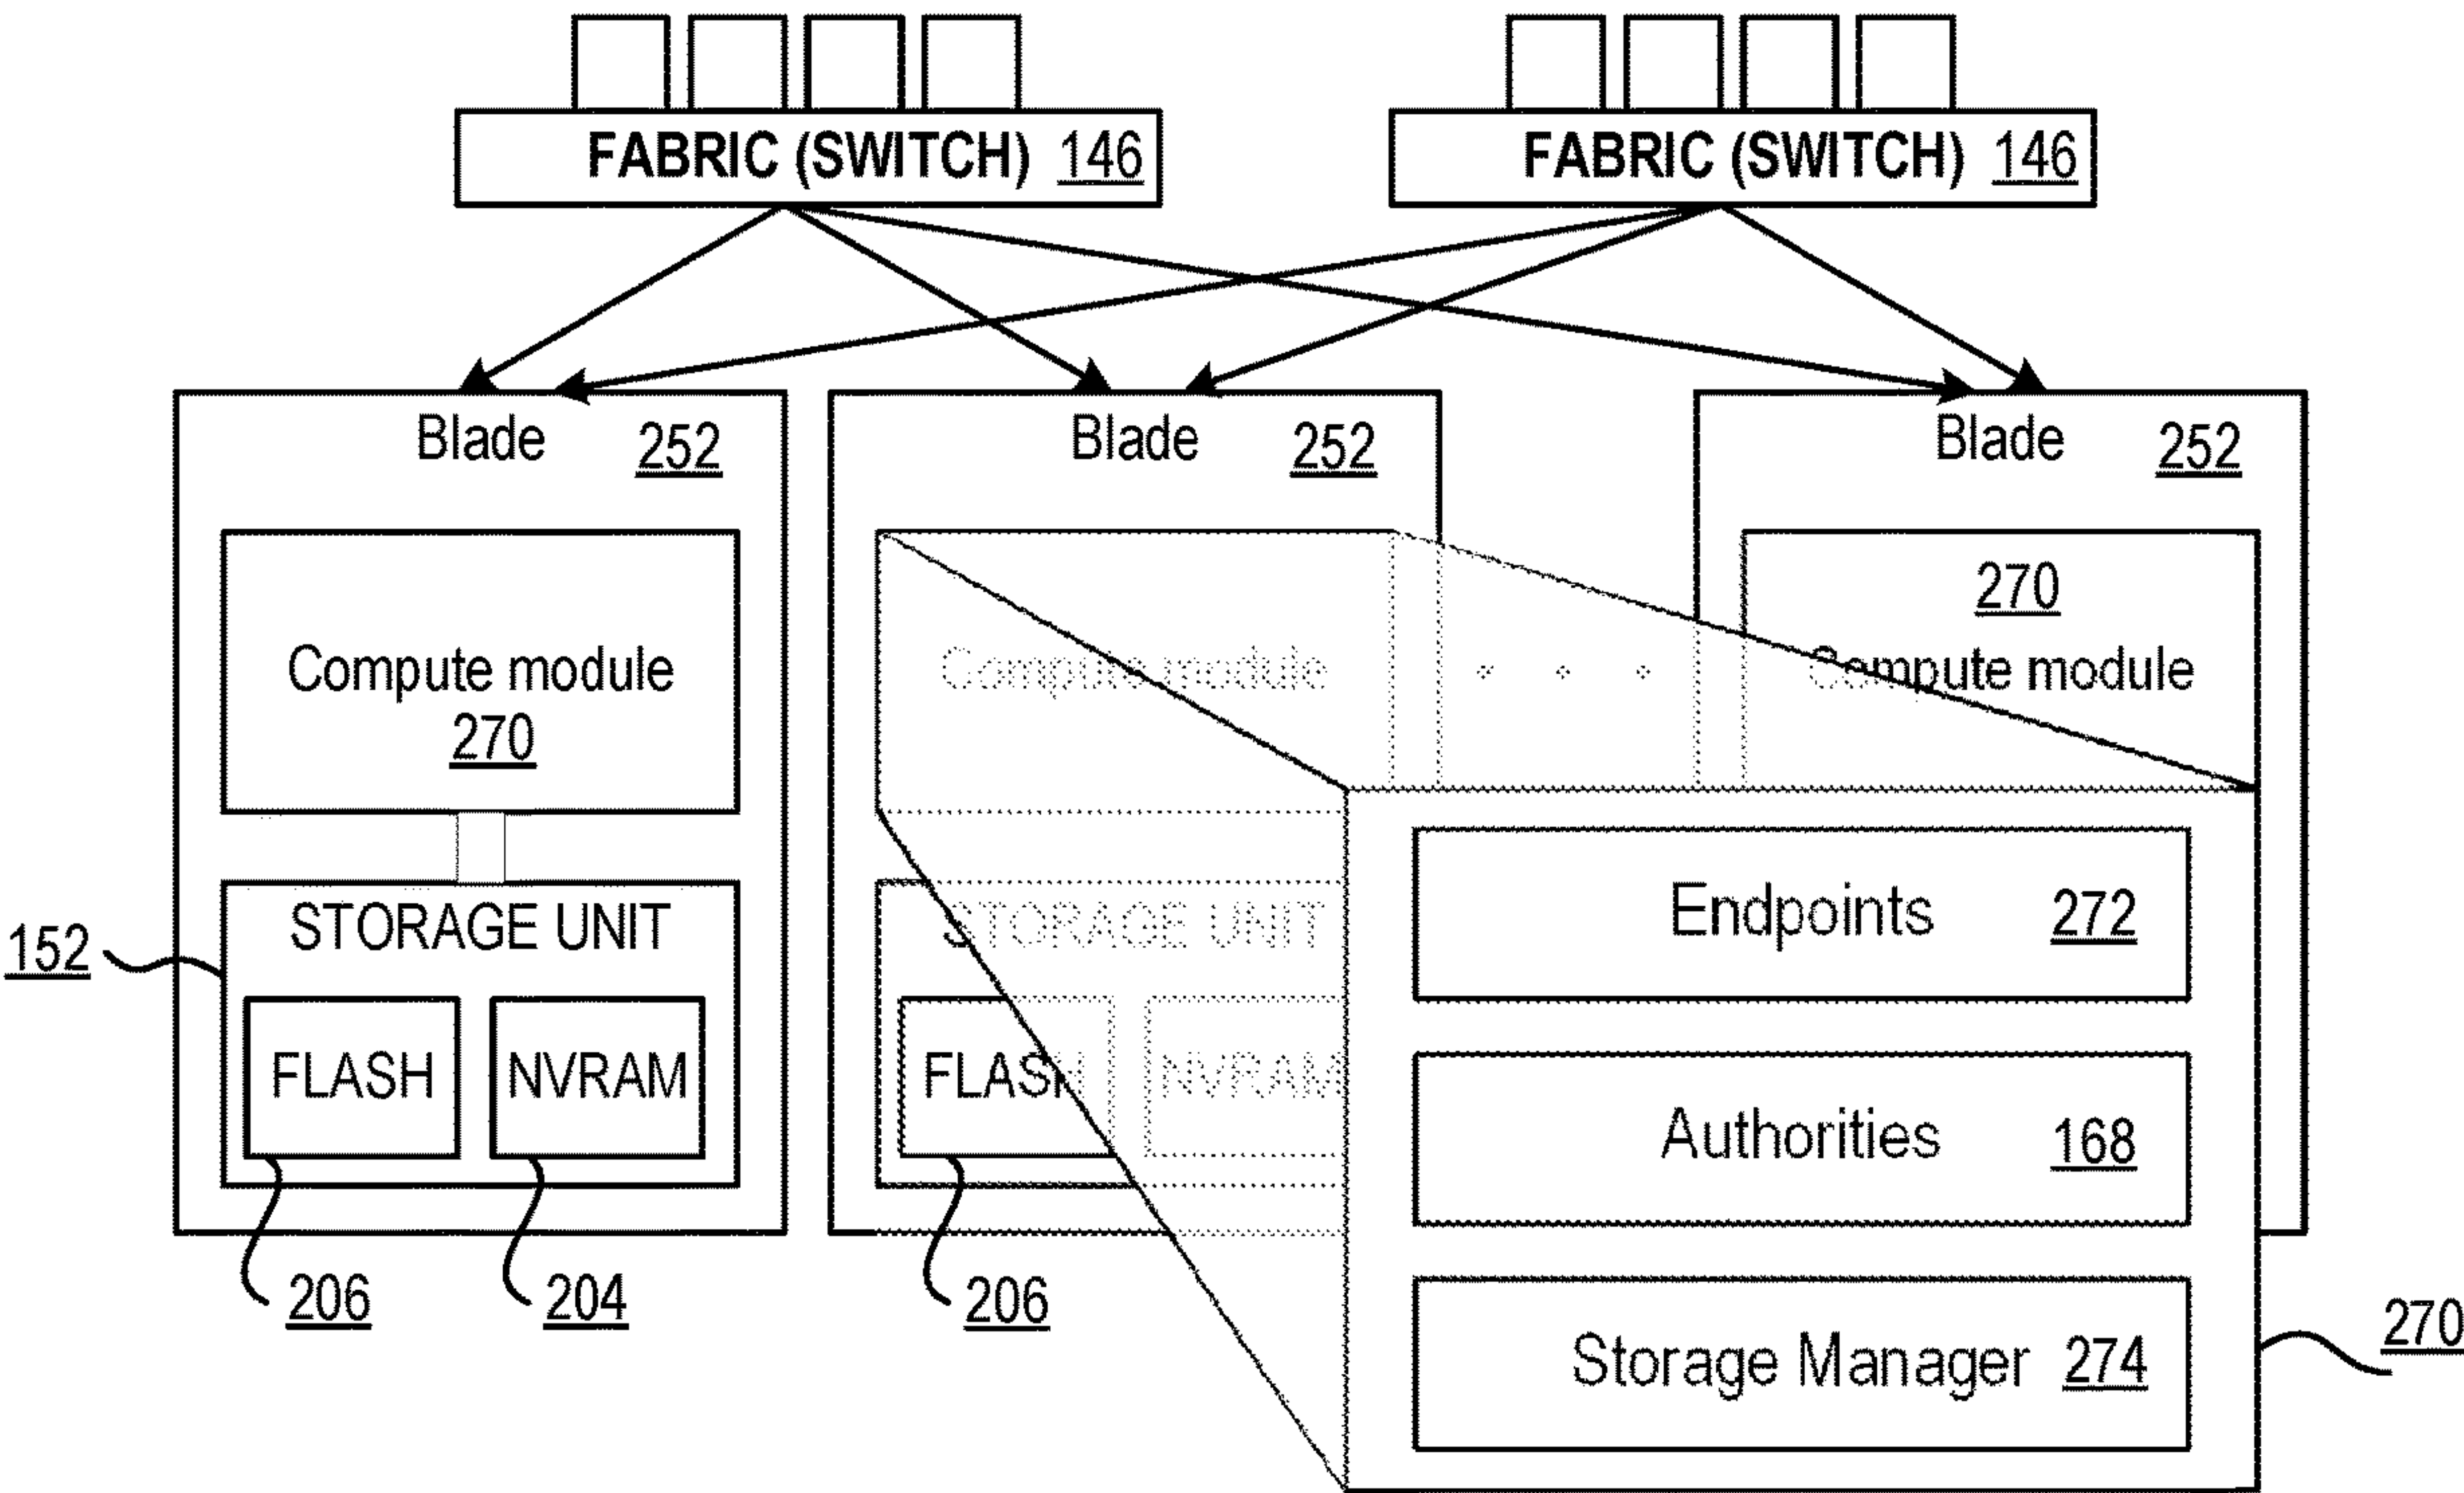 FABRIC (SWITCH) 146
FABRIC (SWITCH) 146
Blade 252
Blade 252
Blade 252
Compute module
270
Compute module
. . .
270
Compute module
STORAGE UNIT
152
FLASH
NVRAM
206
204
STORAGE UNIT
FLASH
NVRAM
206
Endpoints 272
Authorities 168
Storage Manager 274
270